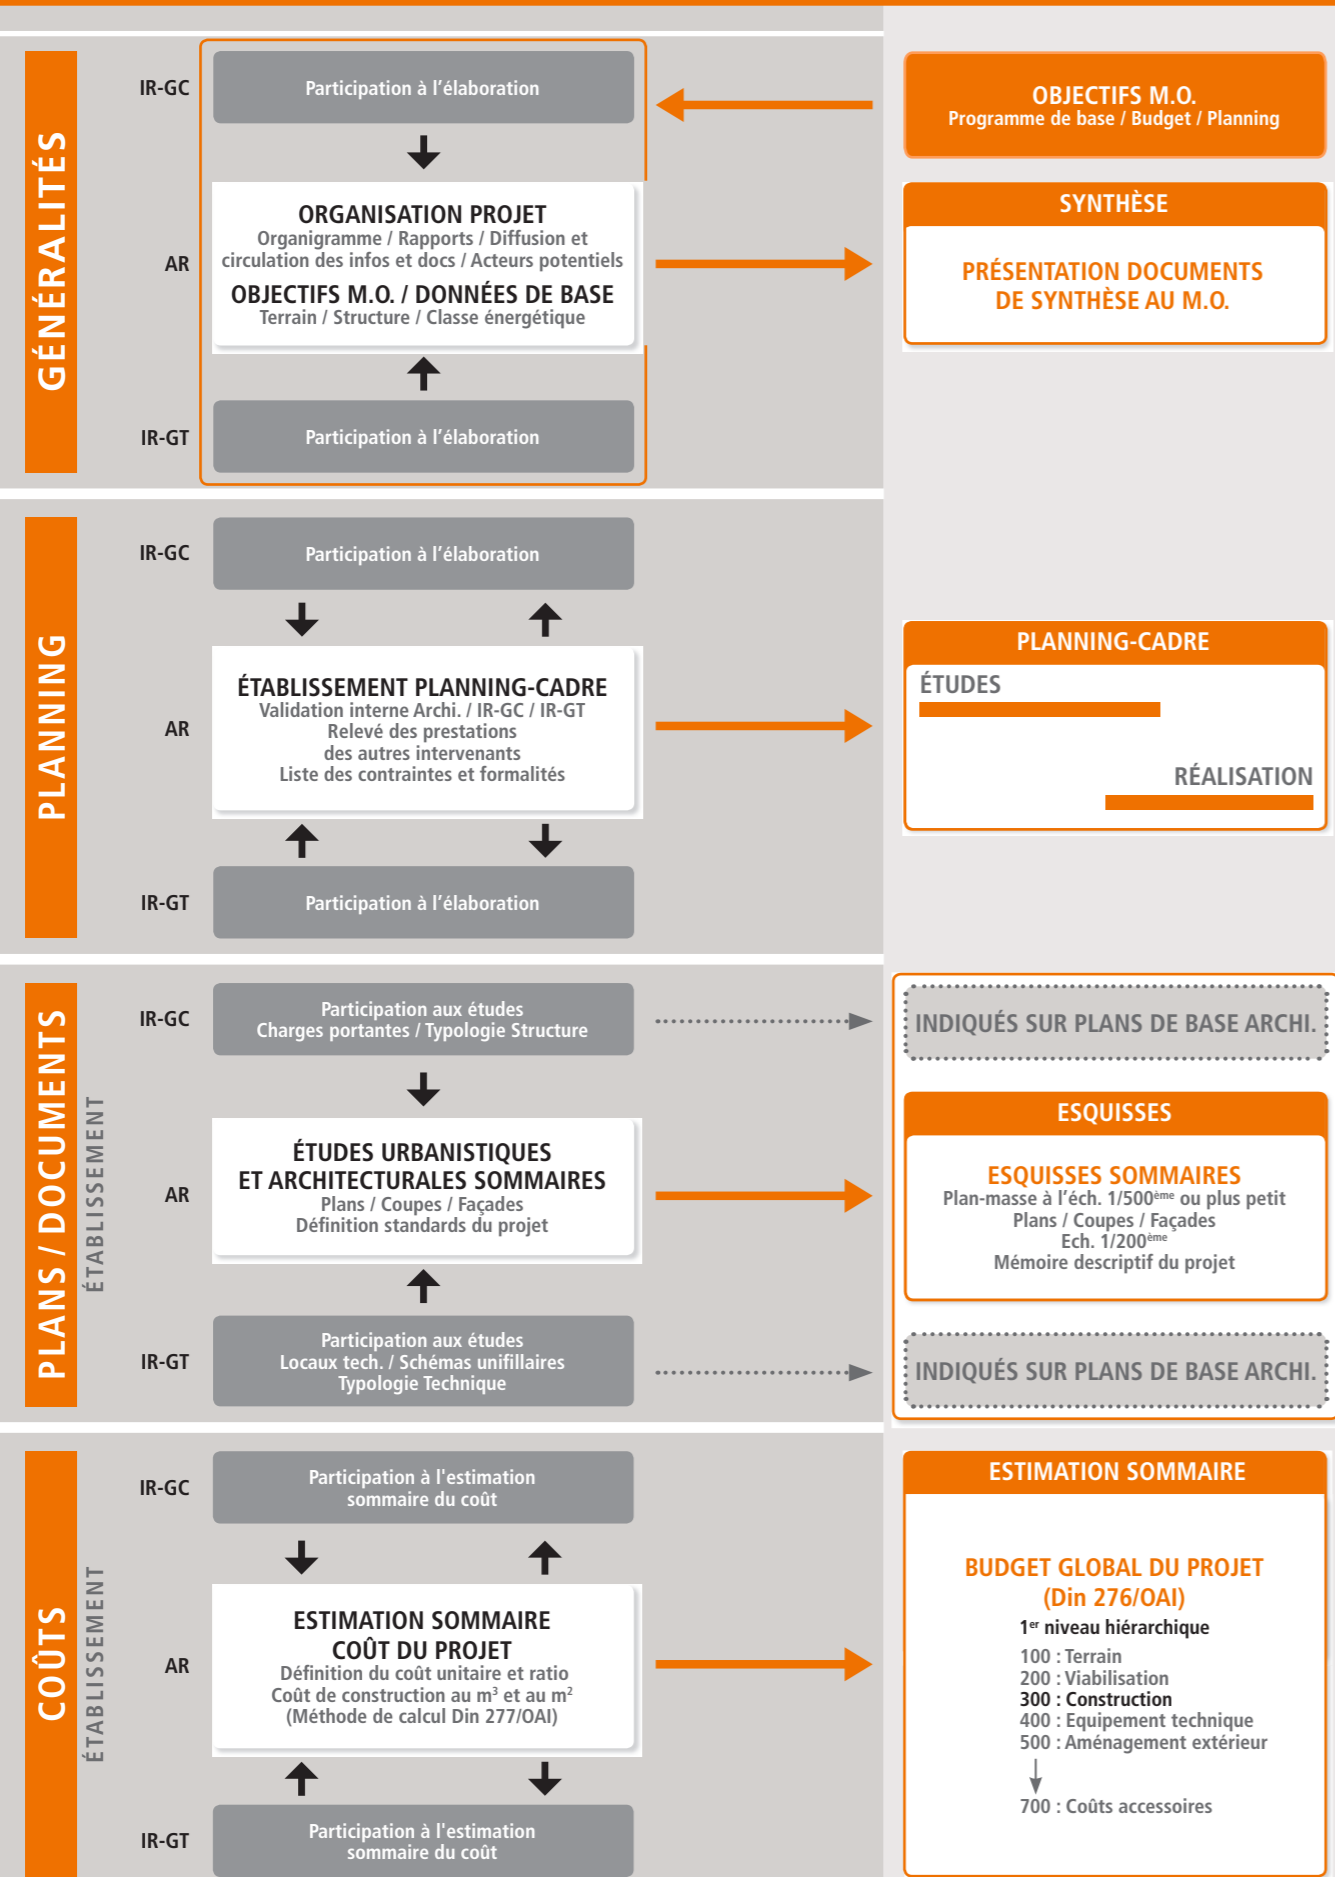 GÉNÉRALITÉS
IR-GC
Participation à l'élaboration
OBJECTIFS M.O.
Programme de base / Budget / Planning
AR
ORGANISATION PROJET
Organigramme / Rapports / Diffusion et
circulation des infos et docs / Acteurs potentiels
OBJECTIFS M.O. / DONNÉES DE BASE
Terrain / Structure / Classe énergétique
SYNTHÈSE
PRÉSENTATION DOCUMENTS
DE SYNTHÈSE AU M.O.
IR-GT
Participation à l'élaboration
PLANNING
IR-GC
Participation à l'élaboration
AR
ÉTABLISSEMENT PLANNING-CADRE
Validation interne Archi. / IR-GC / IR-GT
Relevé des prestations
des autres intervenants
Liste des contraintes et formalités
PLANNING-CADRE
ÉTUDES
RÉALISATION
IR-GT
Participation à l'élaboration
PLANS / DOCUMENTS
ÉTABLISSEMENT
IR-GC
Participation aux études
Charges portantes / Typologie Structure
INDIQUÉS SUR PLANS DE BASE ARCHI.
AR
ÉTUDES URBANISTIQUES
ET ARCHITECTURALES SOMMAIRES
Plans / Coupes / Façades
Définition standards du projet
ESQUISSES
ESQUISSES SOMMAIRES
Plan-masse à l'éch. 1/500ème ou plus petit
Plans / Coupes / Façades
Ech. 1/200ème
Mémoire descriptif du projet
IR-GT
Participation aux études
Locaux tech. / Schémas unifillaires
Typologie Technique
INDIQUÉS SUR PLANS DE BASE ARCHI.
COÛTS
ÉTABLISSEMENT
IR-GC
Participation à l'estimation
sommaire du coût
AR
ESTIMATION SOMMAIRE
COÛT DU PROJET
Définition du coût unitaire et ratio
Coût de construction au m³ et au m²
(Méthode de calcul Din 277/OAI)
IR-GT
Participation à l'estimation
sommaire du coût
ESTIMATION SOMMAIRE
BUDGET GLOBAL DU PROJET
(Din 276/OAI)
1er niveau hiérarchique
100 : Terrain
200 : Viabilisation
300 : Construction
400 : Equipement technique
500 : Aménagement extérieur
700 : Coûts accessoires